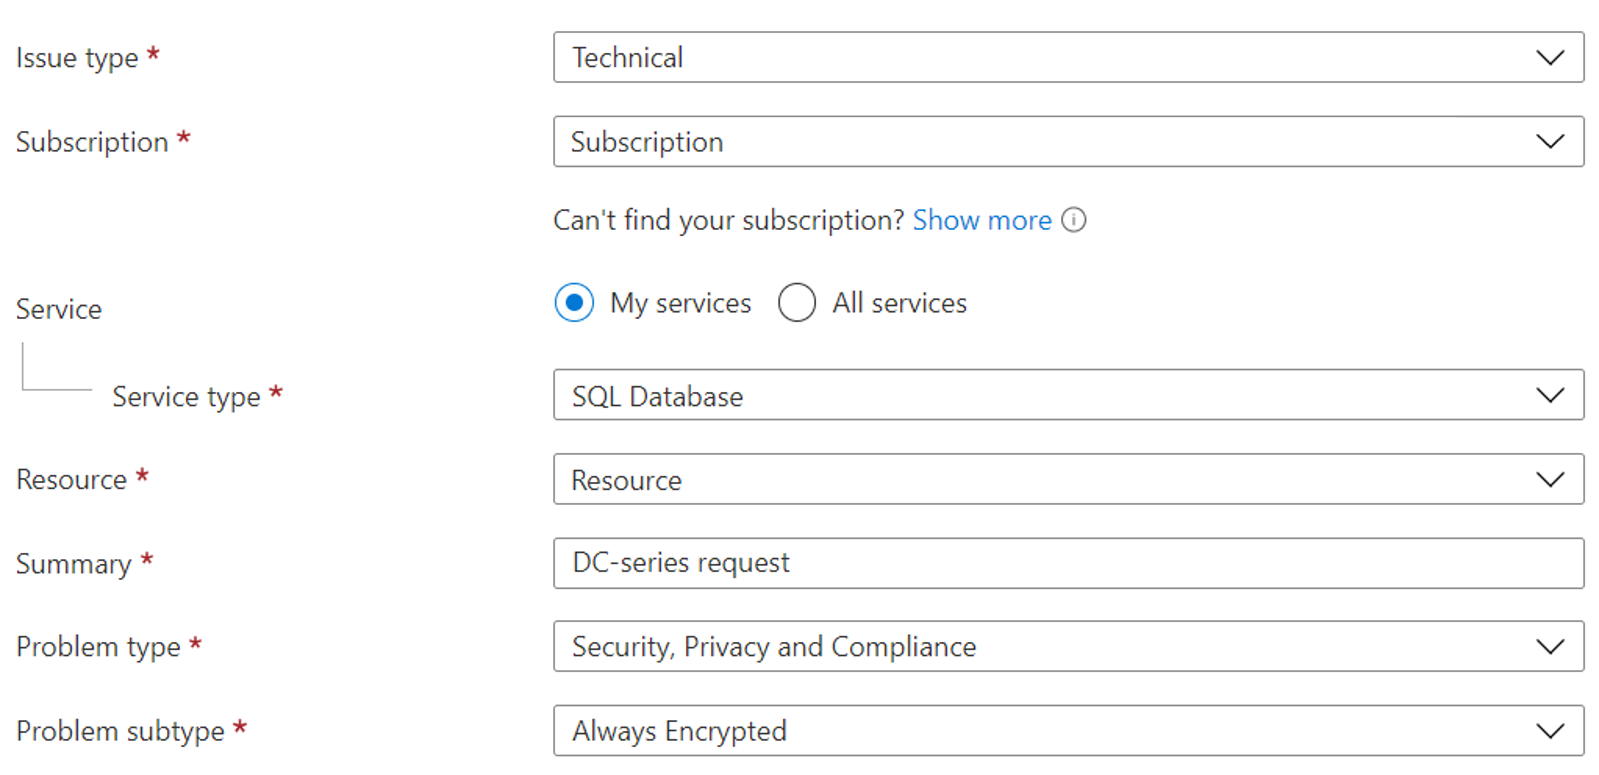 Issue type * Technical
Subscription * Subscription
Can't find your subscription? Show more
Service My services All services
Service type * SQL Database
Resource * Resource
Summary * DC-series request
Problem type * Security, Privacy and Compliance
Problem subtype * Always Encrypted